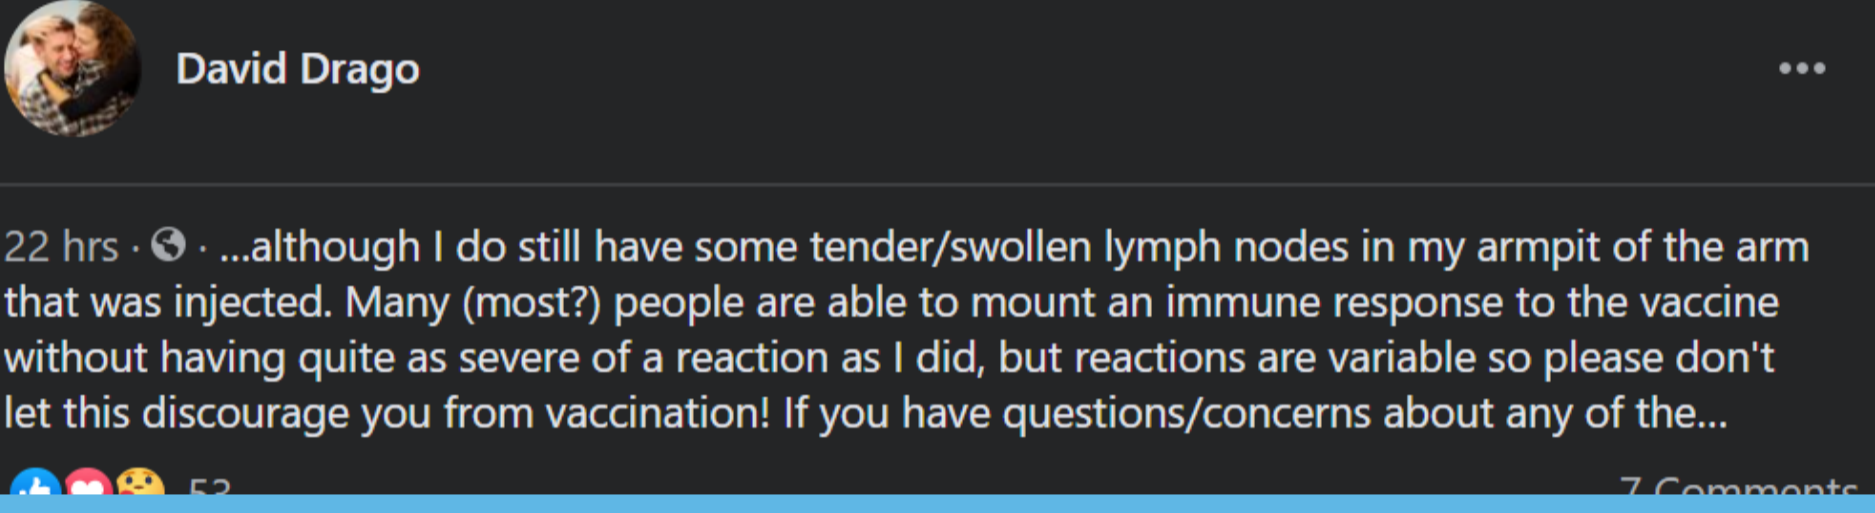 David Drago
22 hrs · · ...although I do still have some tender/swollen lymph nodes in my armpit of the arm
that was injected. Many (most?) people are able to mount an immune response to the vaccine
without having quite as severe of a reaction as I did, but reactions are variable so please don't
let this discourage you from vaccination! If you have questions/concerns about any of the...
53 7 Comments